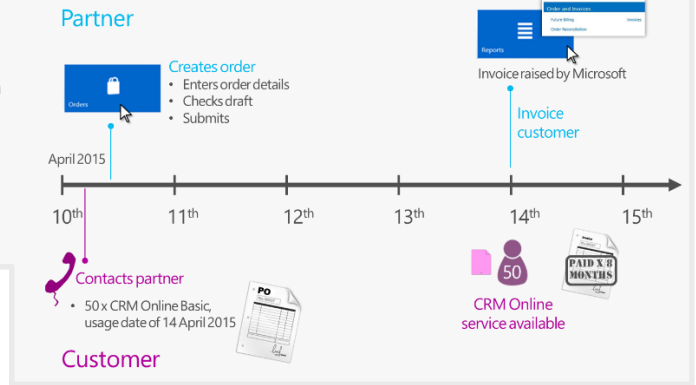 Partner
Order and Invoices
Future Billing
Invoices
Order Reconciliation
Reports
Invoice raised by Microsoft
Orders
Creates order
• Enters order details
• Checks draft
• Submits
Invoice
customer
April 2015
10th
11th
12th
13th
14th
15th
Contacts partner
• 50 x CRM Online Basic,
usage date of 14 April 2015
PO
50
PAID X 8
MONTHS
CRM Online
service available
Customer